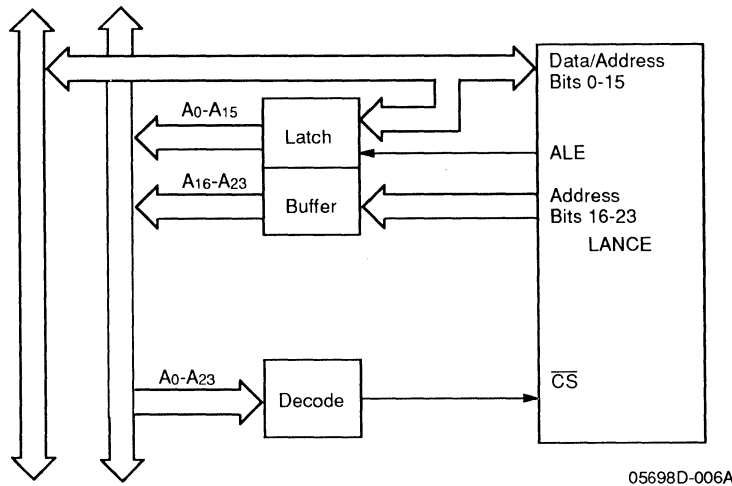 Data/Address
Bits 0-15
A0-A15
Latch
ALE
A16-A23
Buffer
Address
Bits 16-23
LANCE
A0-A23
Decode
C̅S̅
05698D-006A